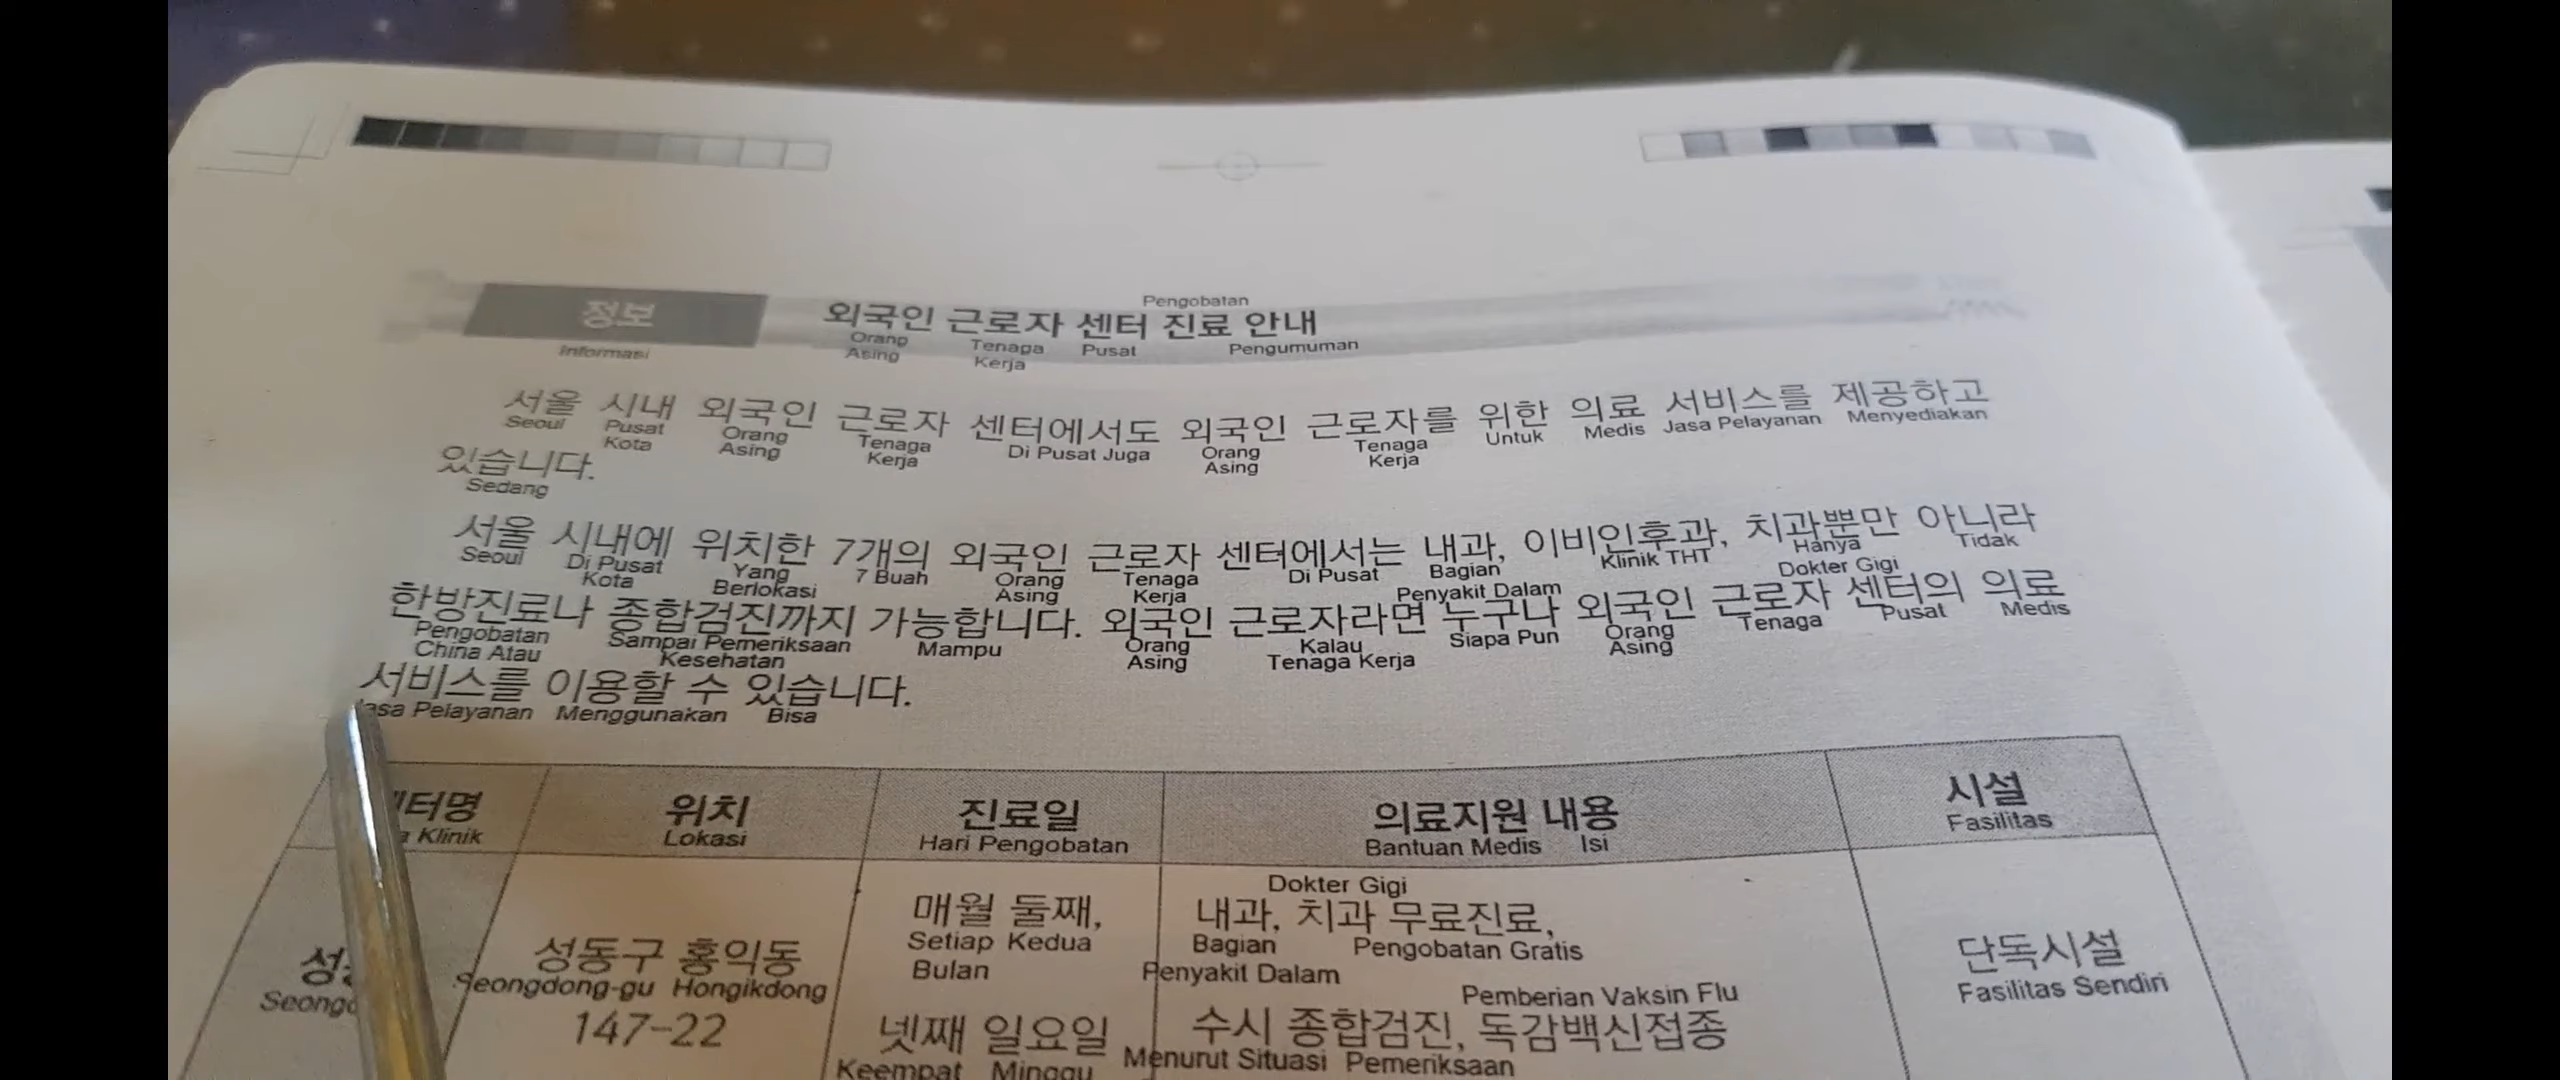 Pengobatan
정보 외국인 근로자 센터 진료 안내
Informasi Orang Asing Tenaga Kerja Pusat Pengumuman
서울 시내 외국인 근로자 센터에서도 외국인 근로자를 위한 의료 서비스를 제공하고
Seoul Pusat Kota Orang Asing Tenaga Kerja Di Pusat Juga Orang Asing Tenaga Kerja Untuk Medis Jasa Pelayanan Menyediakan
있습니다.
Sedang
서울 시내에 위치한 7개의 외국인 근로자 센터에서는 내과, 이비인후과, 치과뿐만 아니라
Seoul Di Pusat Kota Yang Berlokasi 7 Buah Orang Asing Tenaga Kerja Di Pusat Bagian Penyakit Dalam Klinik THT Hanya Dokter Gigi Tidak
한방진료나 종합검진까지 가능합니다. 외국인 근로자라면 누구나 외국인 근로자 센터의 의료
Pengobatan China Atau Sampai Pemeriksaan Kesehatan Mampu Orang Asing Kalau Tenaga Kerja Siapa Pun Orang Asing Tenaga Pusat Medis
서비스를 이용할 수 있습니다.
Pelayanan Menggunakan Bisa
터명 위치 진료일 의료지원 내용 시설
Klinik Lokasi Hari Pengobatan Bantuan Medis Isi Fasilitas
Dokter Gigi
매월 둘째, 내과, 치과 무료진료,
Setiap Bulan Kedua Bagian Penyakit Dalam Pengobatan Gratis
성동구 홍익동 단독시설
Seongdong-gu Hongikdong Fasilitas Sendiri
Pemberian Vaksin Flu
147-22 넷째 일요일 수시 종합검진, 독감백신접종
Keempat Minggu Menurut Situasi Pemeriksaan